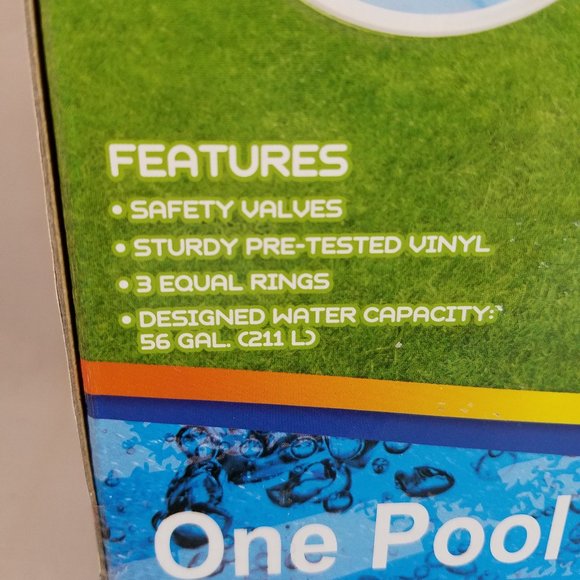 FEATURES
• SAFETY VALVES
• STURDY PRE-TESTED VINYL
• 3 EQUAL RINGS
• DESIGNED WATER CAPACITY:
56 GAL. (211 L)
One Pool